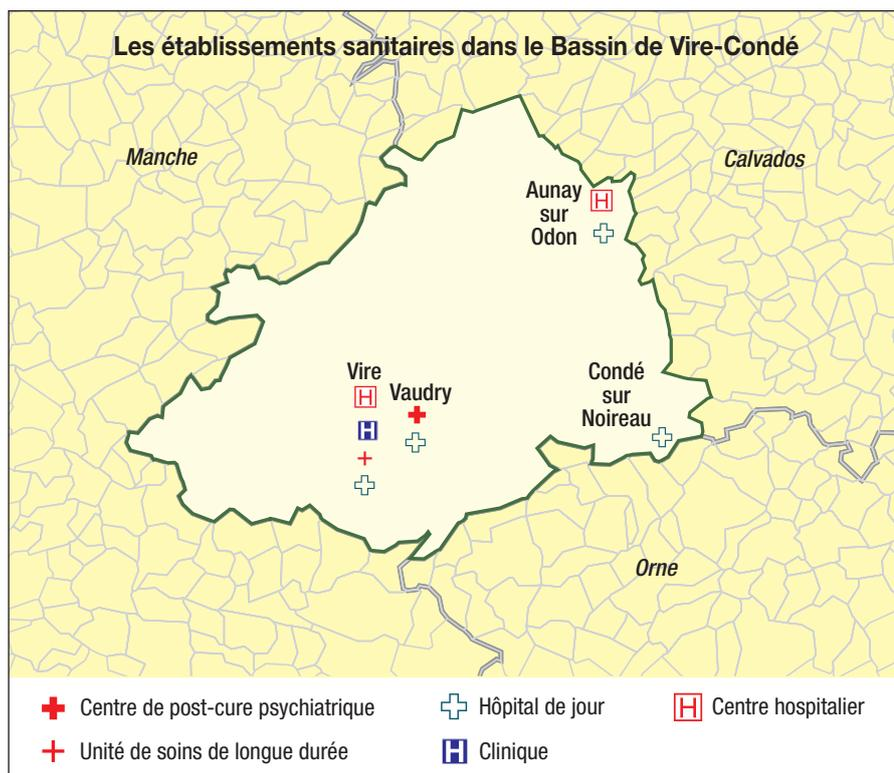 Les établissements sanitaires dans le Bassin de Vire-Condé
Manche
Calvados
Aunay
sur
Odon
H
Vire
H
H
Vaudry
Condé
sur
Noireau
Orne
Centre de post-cure psychiatrique
Hôpital de jour
H Centre hospitalier
Unité de soins de longue durée
H Clinique